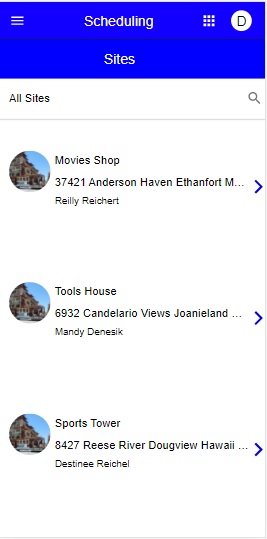 Scheduling
D
Sites
All Sites
Movies Shop
37421 Anderson Haven Ethanfort M...
Reilly Reichert
Tools House
6932 Candelario Views Joanieland ...
Mandy Denesik
Sports Tower
8427 Reese River Dougview Hawaii ...
Destinee Reichel